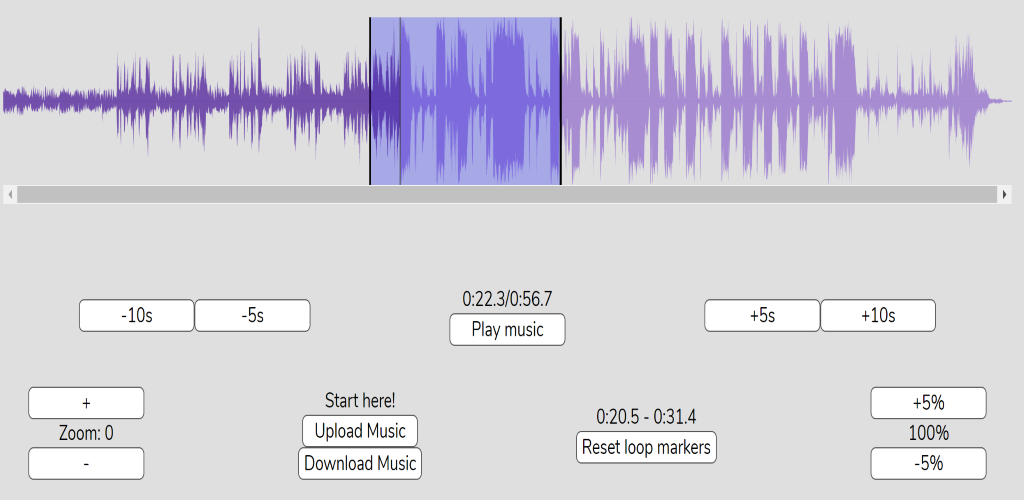 0:22.3/0:56.7
-10s
-5s
Play music
+5s
+10s
+
Zoom: 0
-
Start here!
Upload Music
Download Music
0:20.5 - 0:31.4
Reset loop markers
+5%
100%
-5%